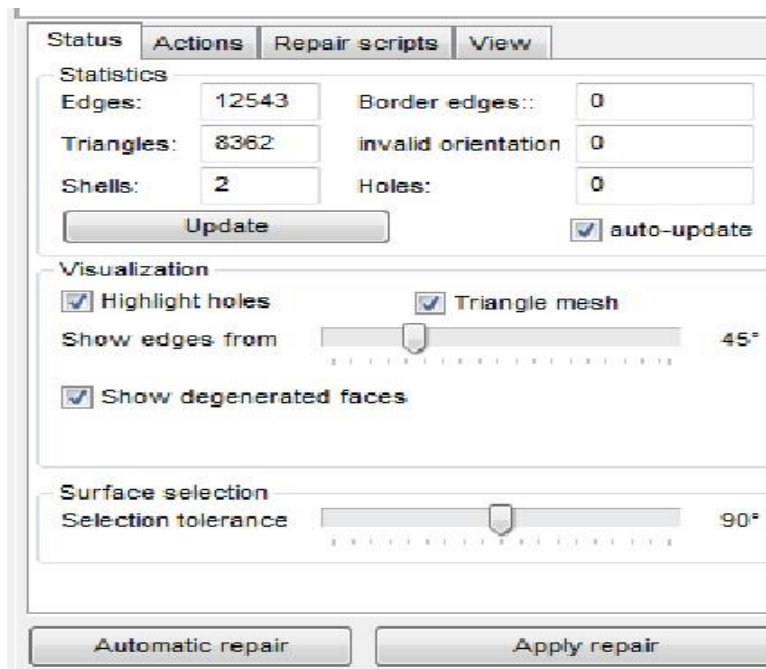 Status Actions Repair scripts View
Statistics
Edges: 12543 Border edges:: 0
Triangles: 8362 invalid orientation 0
Shells: 2 Holes: 0
Update auto-update
Visualization
Highlight holes Triangle mesh
Show edges from 45°
Show degenerated faces
Surface selection
Selection tolerance 90°
Automatic repair Apply repair